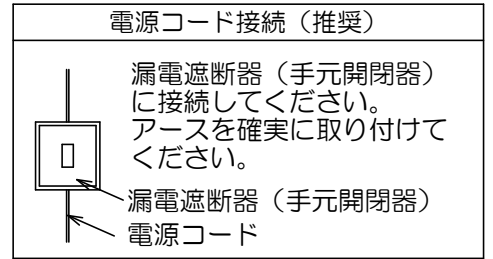 電源コード接続（推奨）
漏電遮断器（手元開閉器）
に接続してください。
アースを確実に取り付けて
ください。
漏電遮断器（手元開閉器）
電源コード